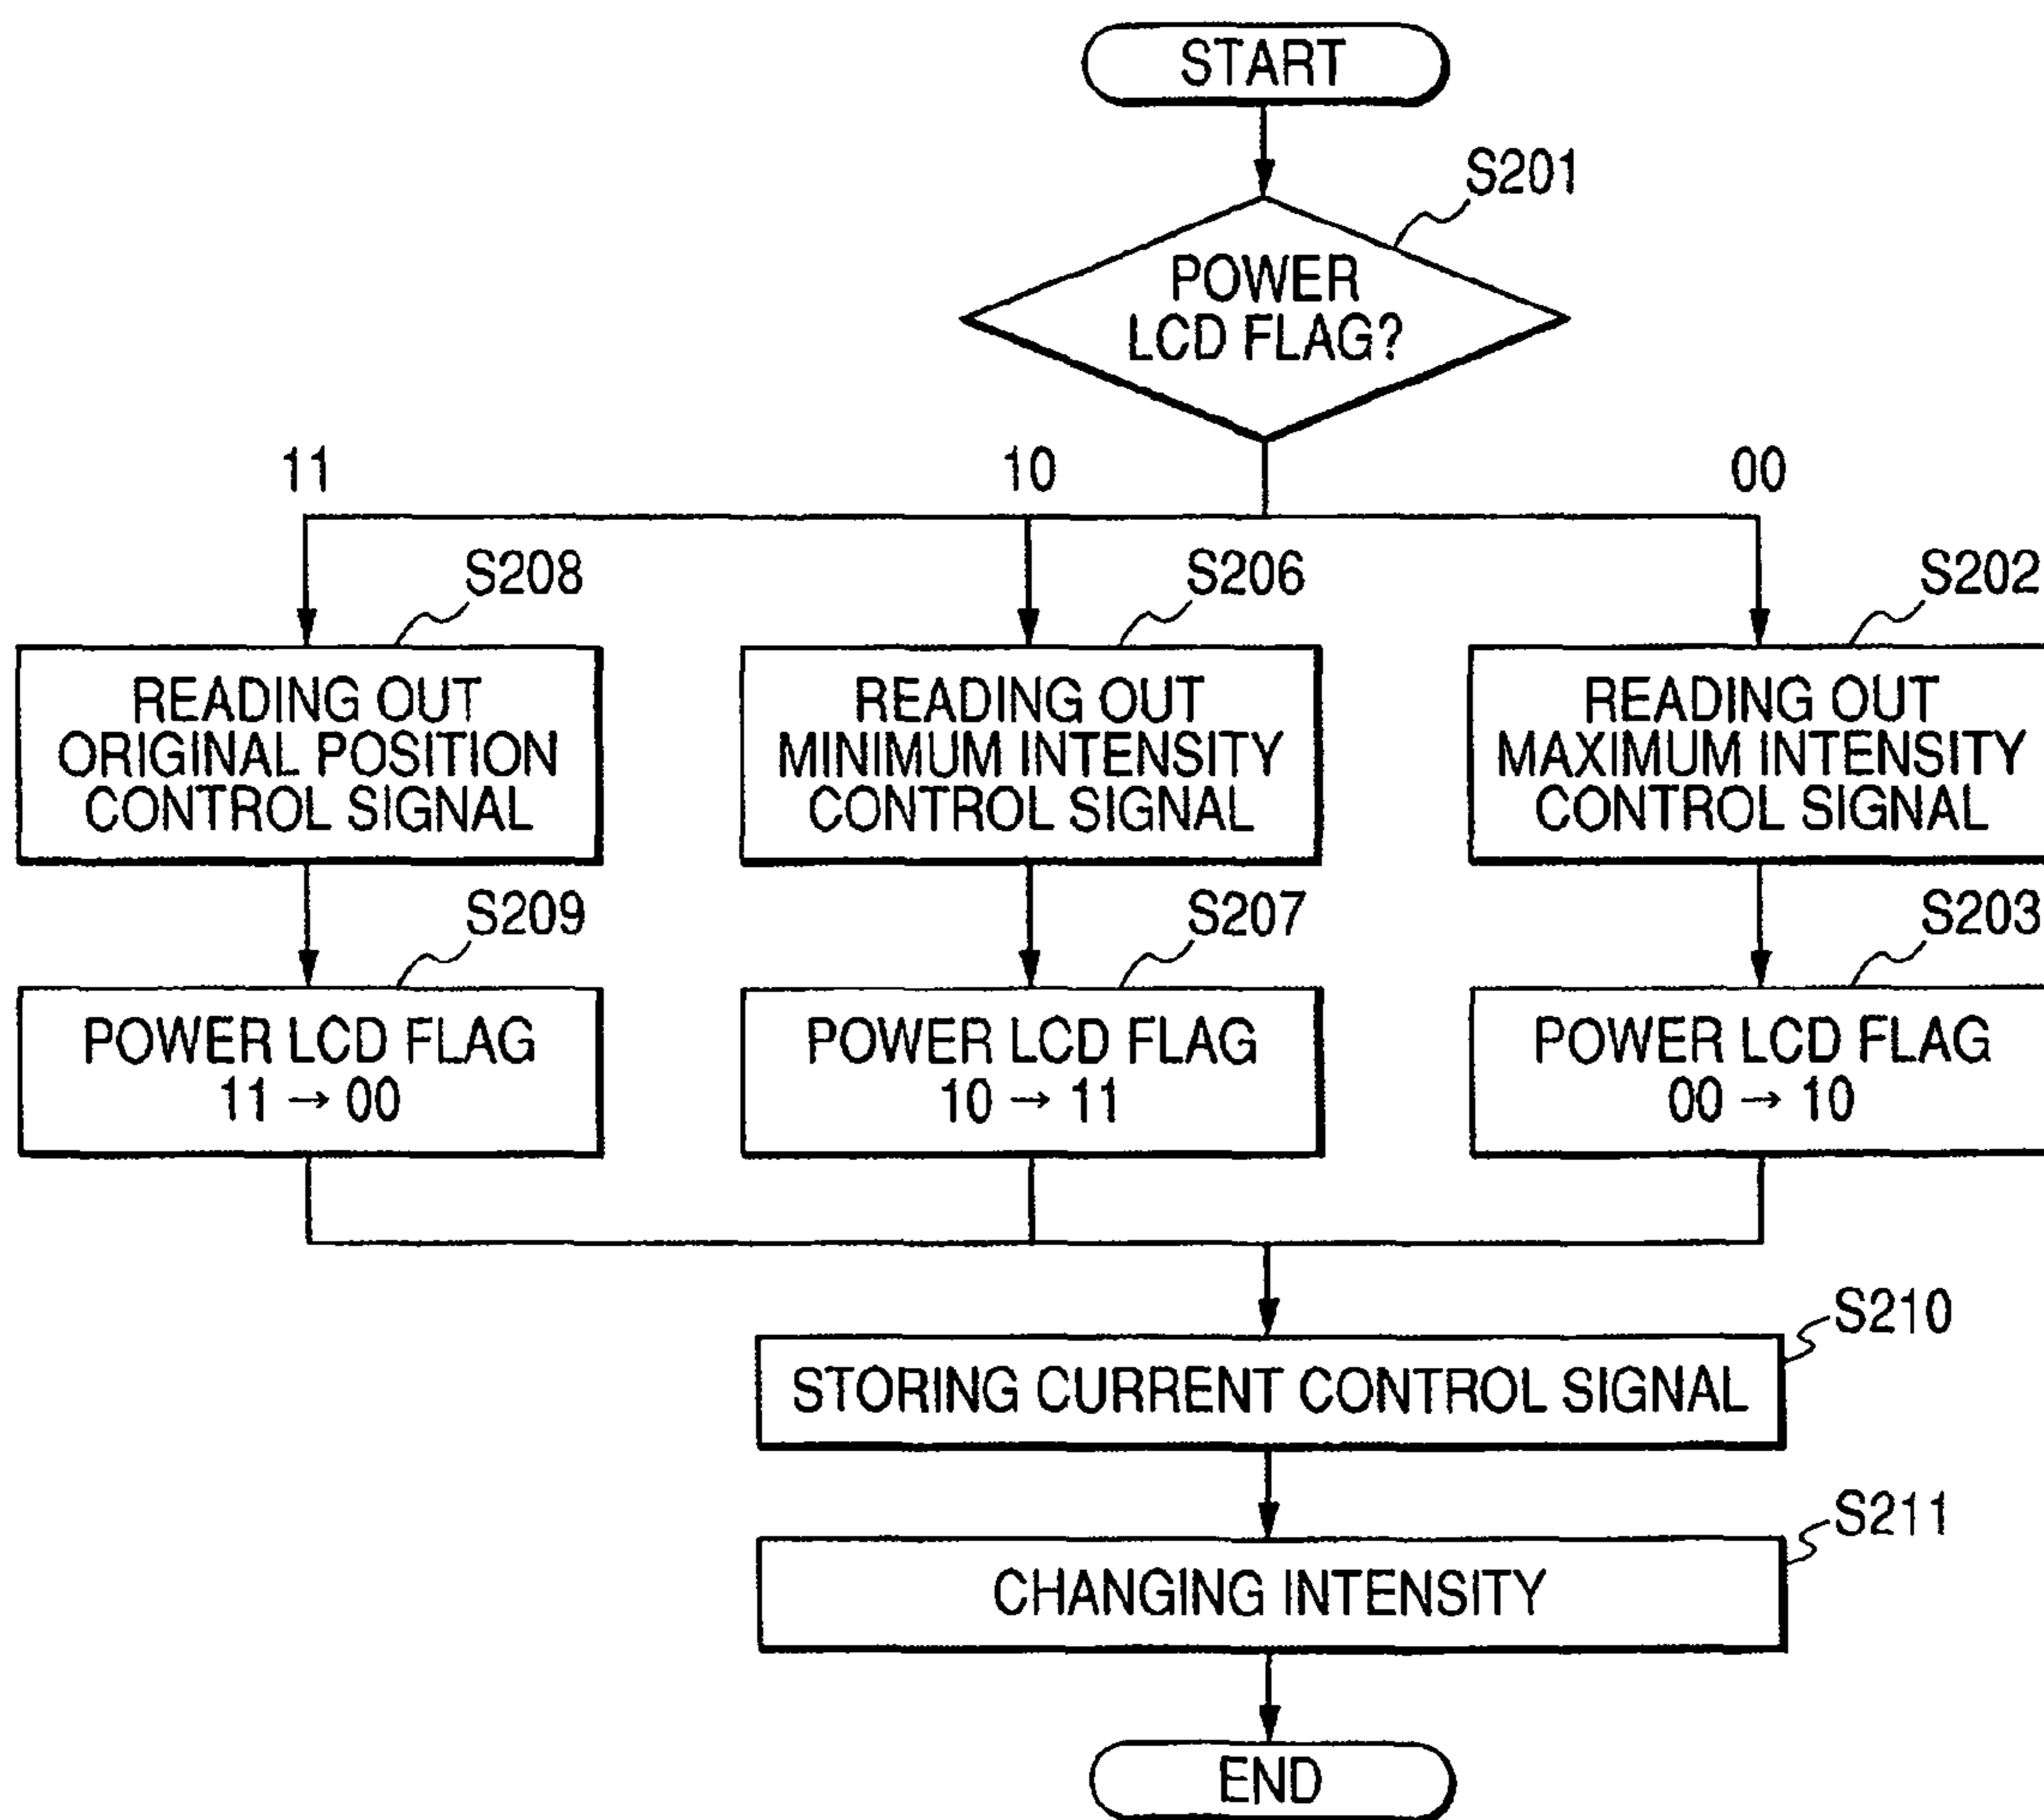 START
S201
POWER
LCD FLAG?
11
10
00
S208
S206
S202
READING OUT
ORIGINAL POSITION
CONTROL SIGNAL
READING OUT
MINIMUM INTENSITY
CONTROL SIGNAL
READING OUT
MAXIMUM INTENSITY
CONTROL SIGNAL
S209
S207
S203
POWER LCD FLAG
11 → 00
POWER LCD FLAG
10 → 11
POWER LCD FLAG
00 → 10
S210
STORING CURRENT CONTROL SIGNAL
S211
CHANGING INTENSITY
END